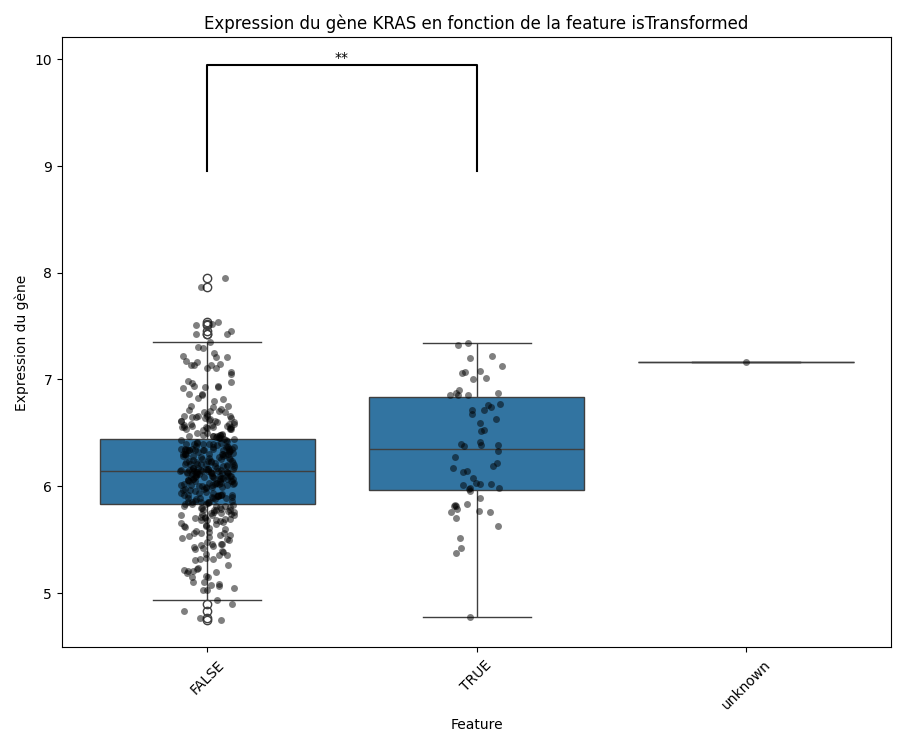 Expression du gène KRAS en fonction de la feature isTransformed
**
10
9
8
7
6
5
Expression du gène
FALSE
TRUE
unknown
Feature